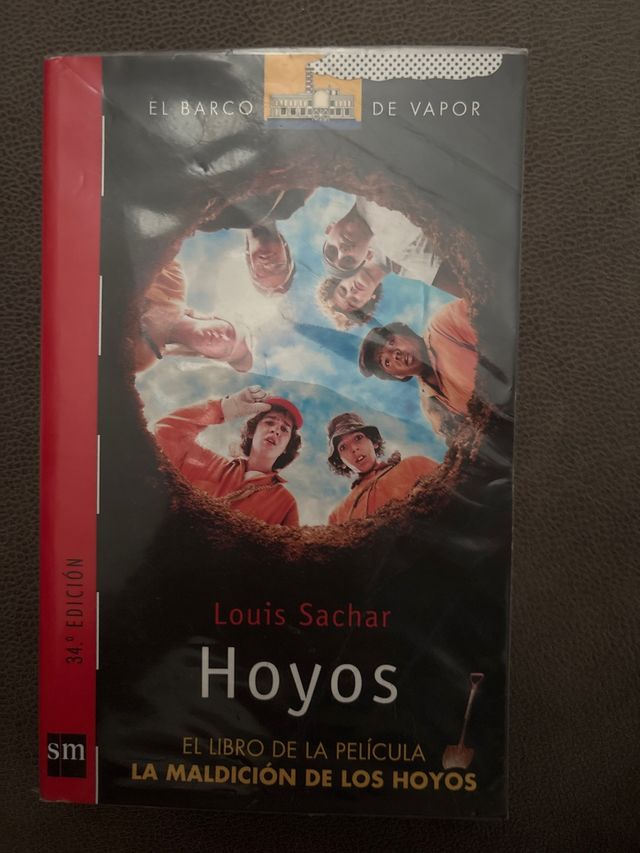 EL BARCO DE VAPOR
Louis Sachar
Hoyos
EL LIBRO DE LA PELÍCULA
LA MALDICIÓN DE LOS HOYOS
34.º EDICIÓN
sm